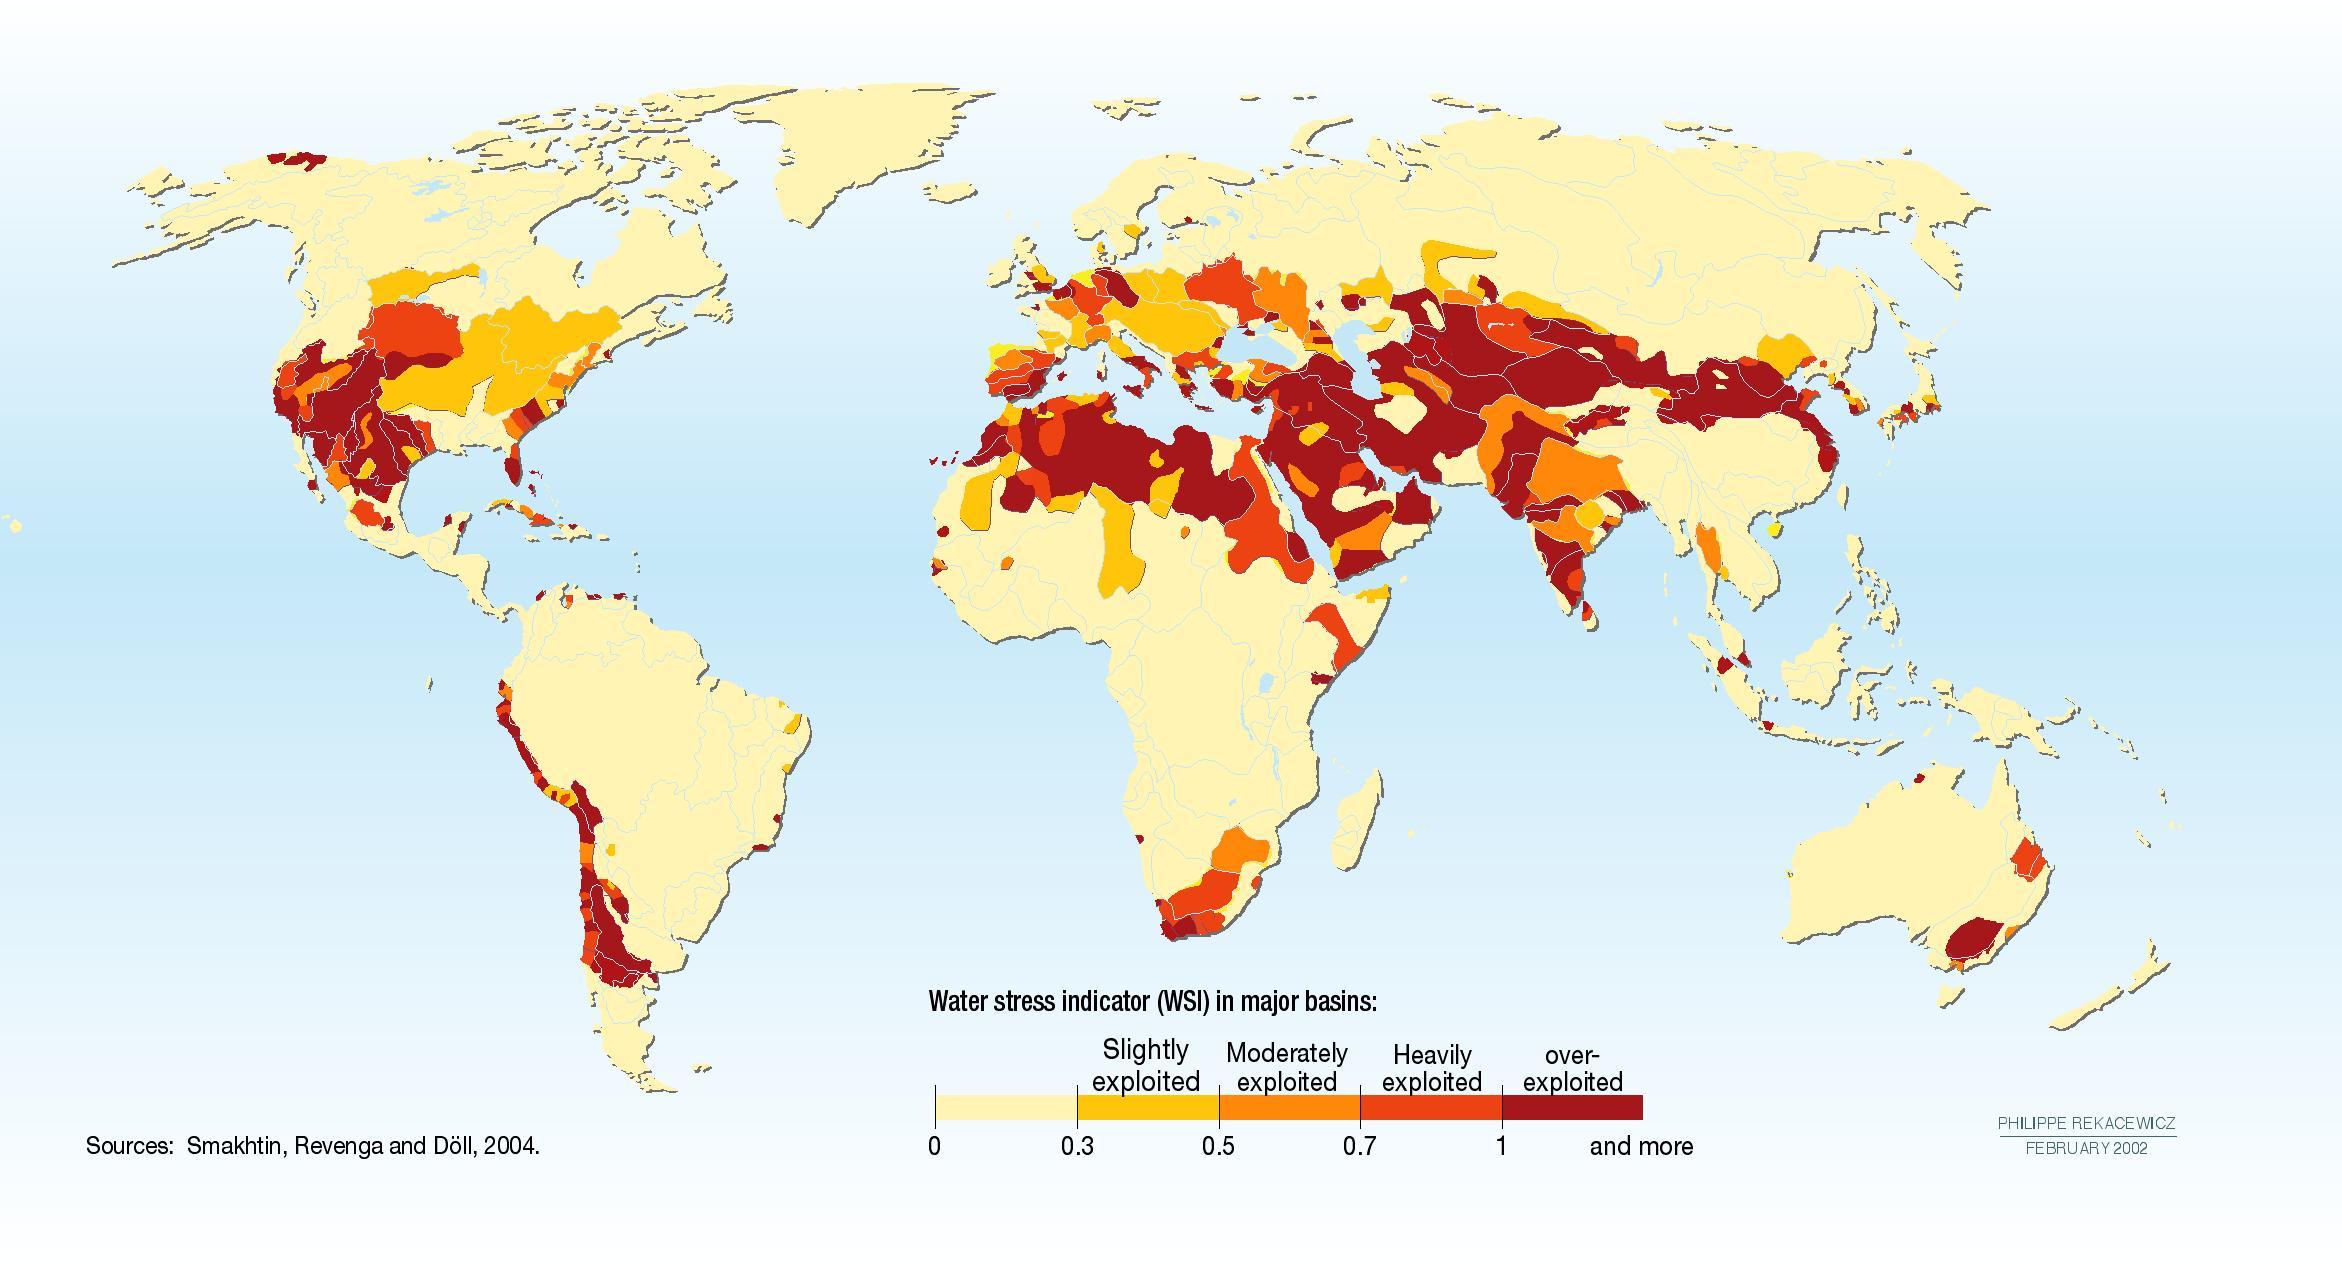 Water stress indicator (WSI) in major basins:
Slightly exploited
Moderately exploited
Heavily exploited
over-exploited
0 0.3 0.5 0.7 1 and more
Sources: Smakhtin, Revenga and Döll, 2004.
PHILIPPE REKACEWICZ
FEBRUARY 2002